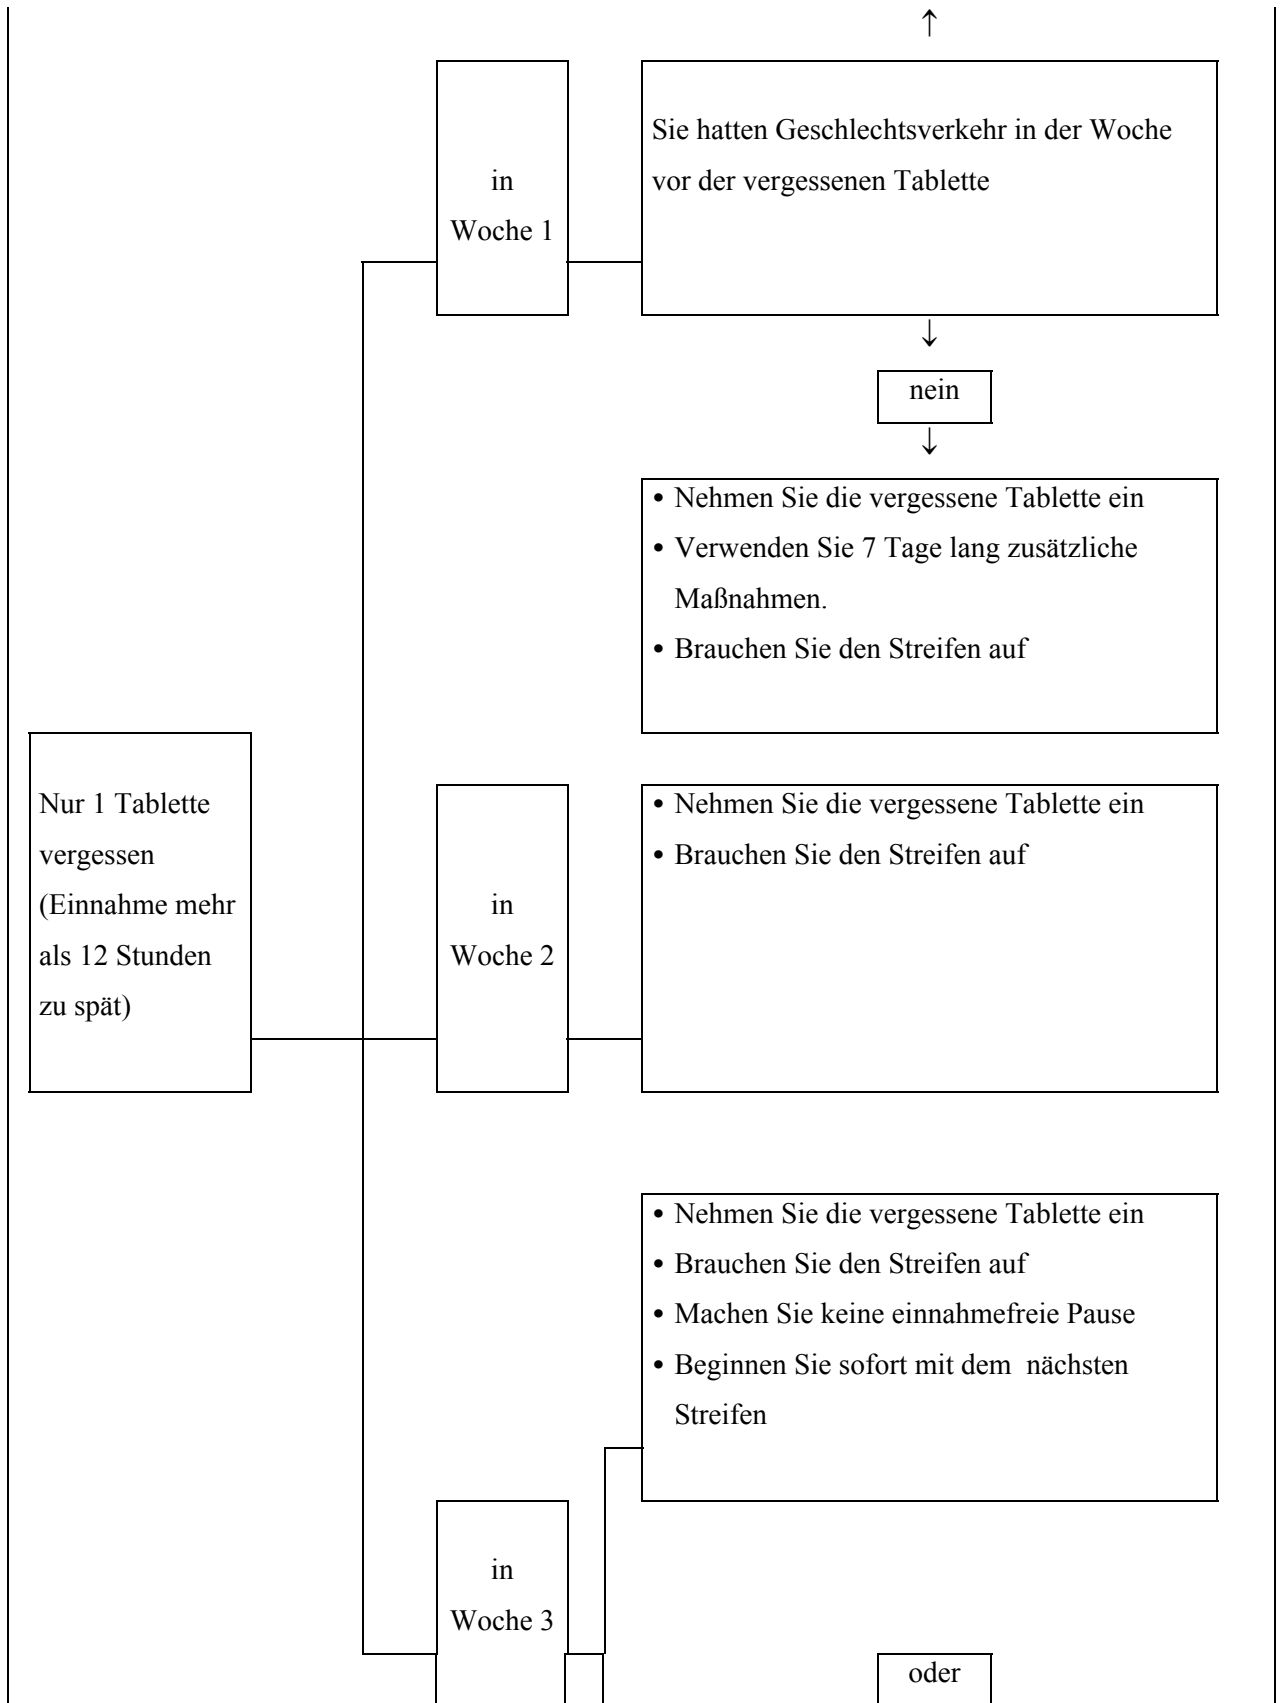 ↑
in
Woche 1
Sie hatten Geschlechtsverkehr in der Woche
vor der vergessenen Tablette
↓
nein
↓
• Nehmen Sie die vergessene Tablette ein
• Verwenden Sie 7 Tage lang zusätzliche
Maßnahmen.
• Brauchen Sie den Streifen auf
Nur 1 Tablette
vergessen
(Einnahme mehr
als 12 Stunden
zu spät)
in
Woche 2
• Nehmen Sie die vergessene Tablette ein
• Brauchen Sie den Streifen auf
• Nehmen Sie die vergessene Tablette ein
• Brauchen Sie den Streifen auf
• Machen Sie keine einnahmefreie Pause
• Beginnen Sie sofort mit dem  nächsten
Streifen
in
Woche 3
oder